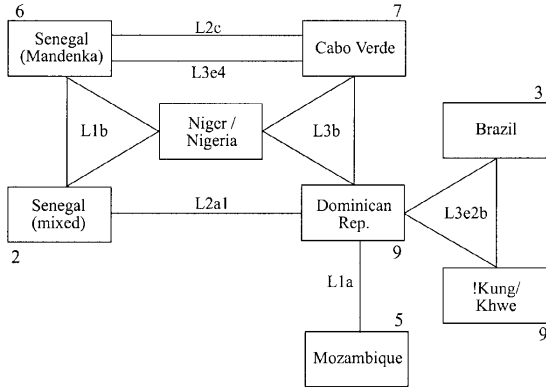 6
7
Senegal
(Mandenka)
L2c
L3e4
Cabo Verde
3
L1b
Niger /
Nigeria
L3b
Brazil
Senegal
(mixed)
L2a1
Dominican
Rep.
L3e2b
2
9
L1a
!Kung/
Khwe
5
9
Mozambique